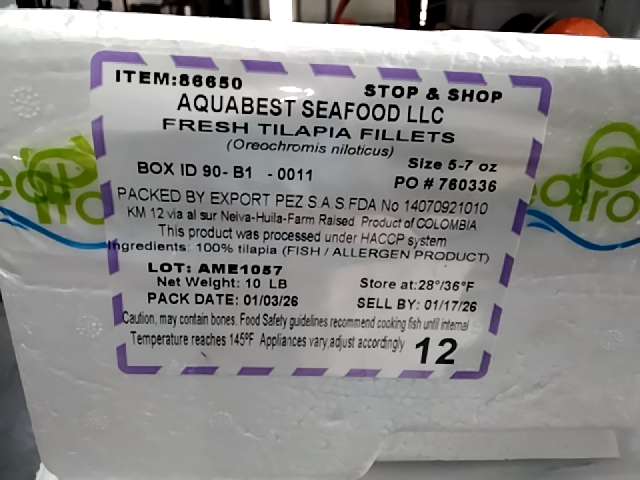 ITEM:86650
STOP & SHOP
AQUABEST SEAFOOD LLC
FRESH TILAPIA FILLETS
(Oreochromis niloticus)
Size 5-7 oz
BOX ID 90- B1 - 0011
PO # 760336
PACKED BY EXPORT PEZ S.A.S.FDA No 14070921010
KM 12 via al sur Neiva-Huila-Farm Raised Product of COLOMBIA
This product was processed under HACCP system
Ingredients: 100% tilapia (FISH / ALLERGEN PRODUCT)
LOT: AME1057
Net Weight: 10 LB
Store at:28°/36°F
PACK DATE: 01/03/26
SELL BY: 01/17/26
Caution, may contain bones. Food Safety guidelines recommend cooking fish until internal
Temperature reaches 145ºF Appliances vary,adjust accordingly
12